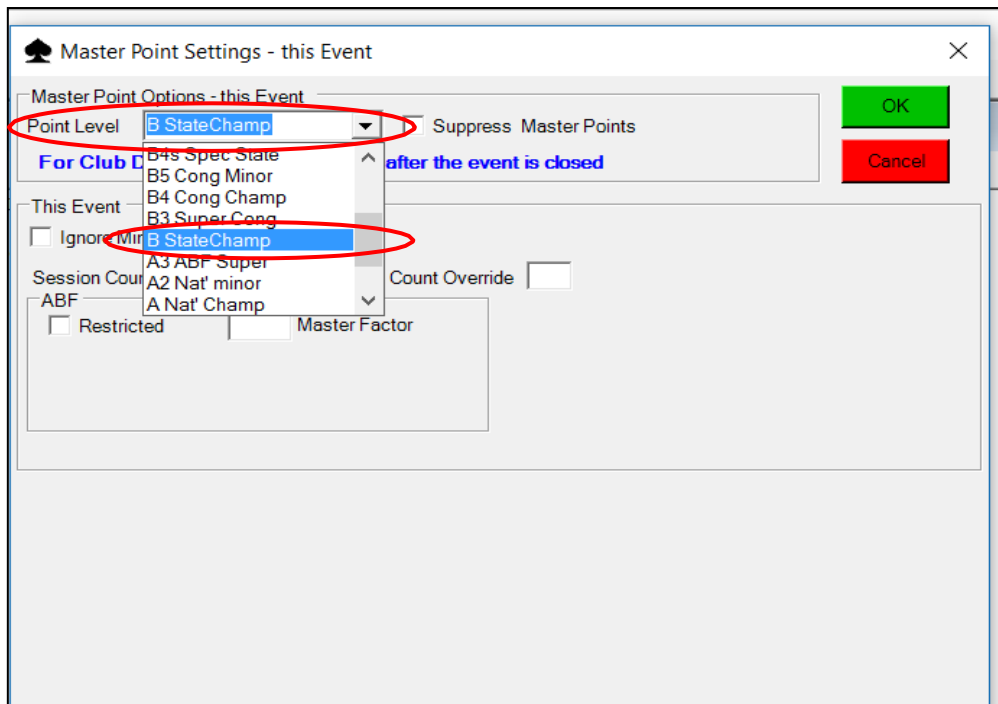 Master Point Settings - this Event
Master Point Options - this Event
OK
Point Level B StateChamp Suppress Master Points
For Club D after the event is closed
Cancel
B4s Spec State
B5 Cong Minor
B4 Cong Champ
B3 Super Cong
B StateChamp
A3 ABF Super
A2 Nat' minor
A Nat' Champ
This Event
Ignore Min
Session Cour Count Override
ABF
Restricted Master Factor